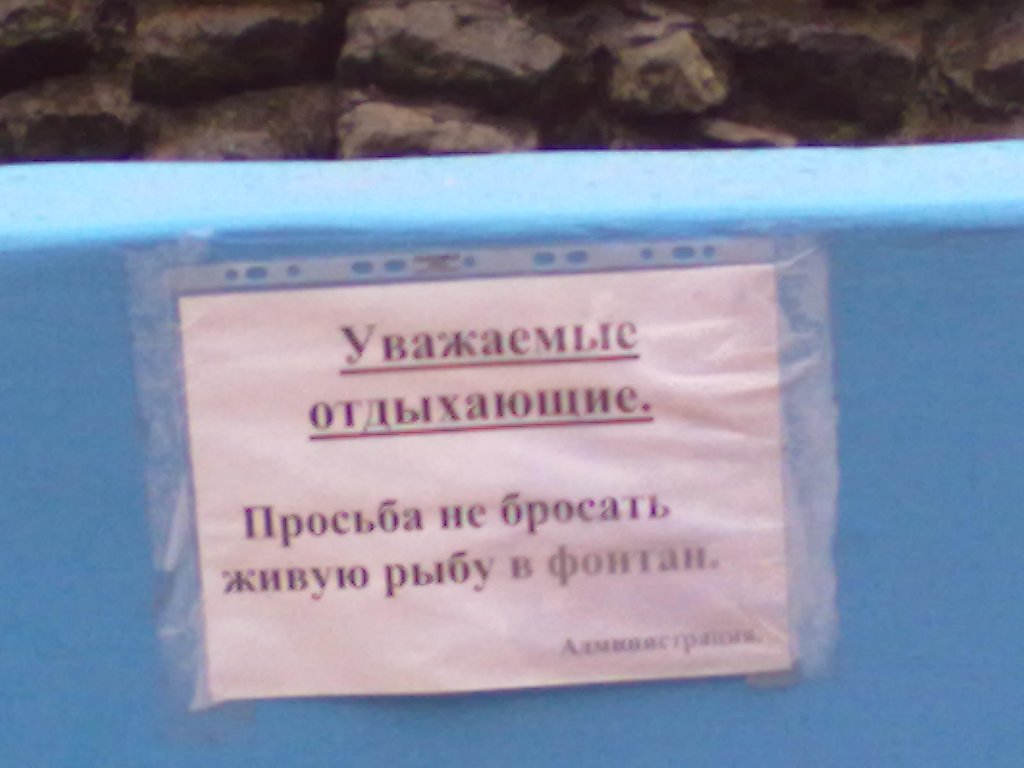 Уважаемые
отдыхающие.
Просьба не бросать
живую рыбу в фонтан.
Администрация.